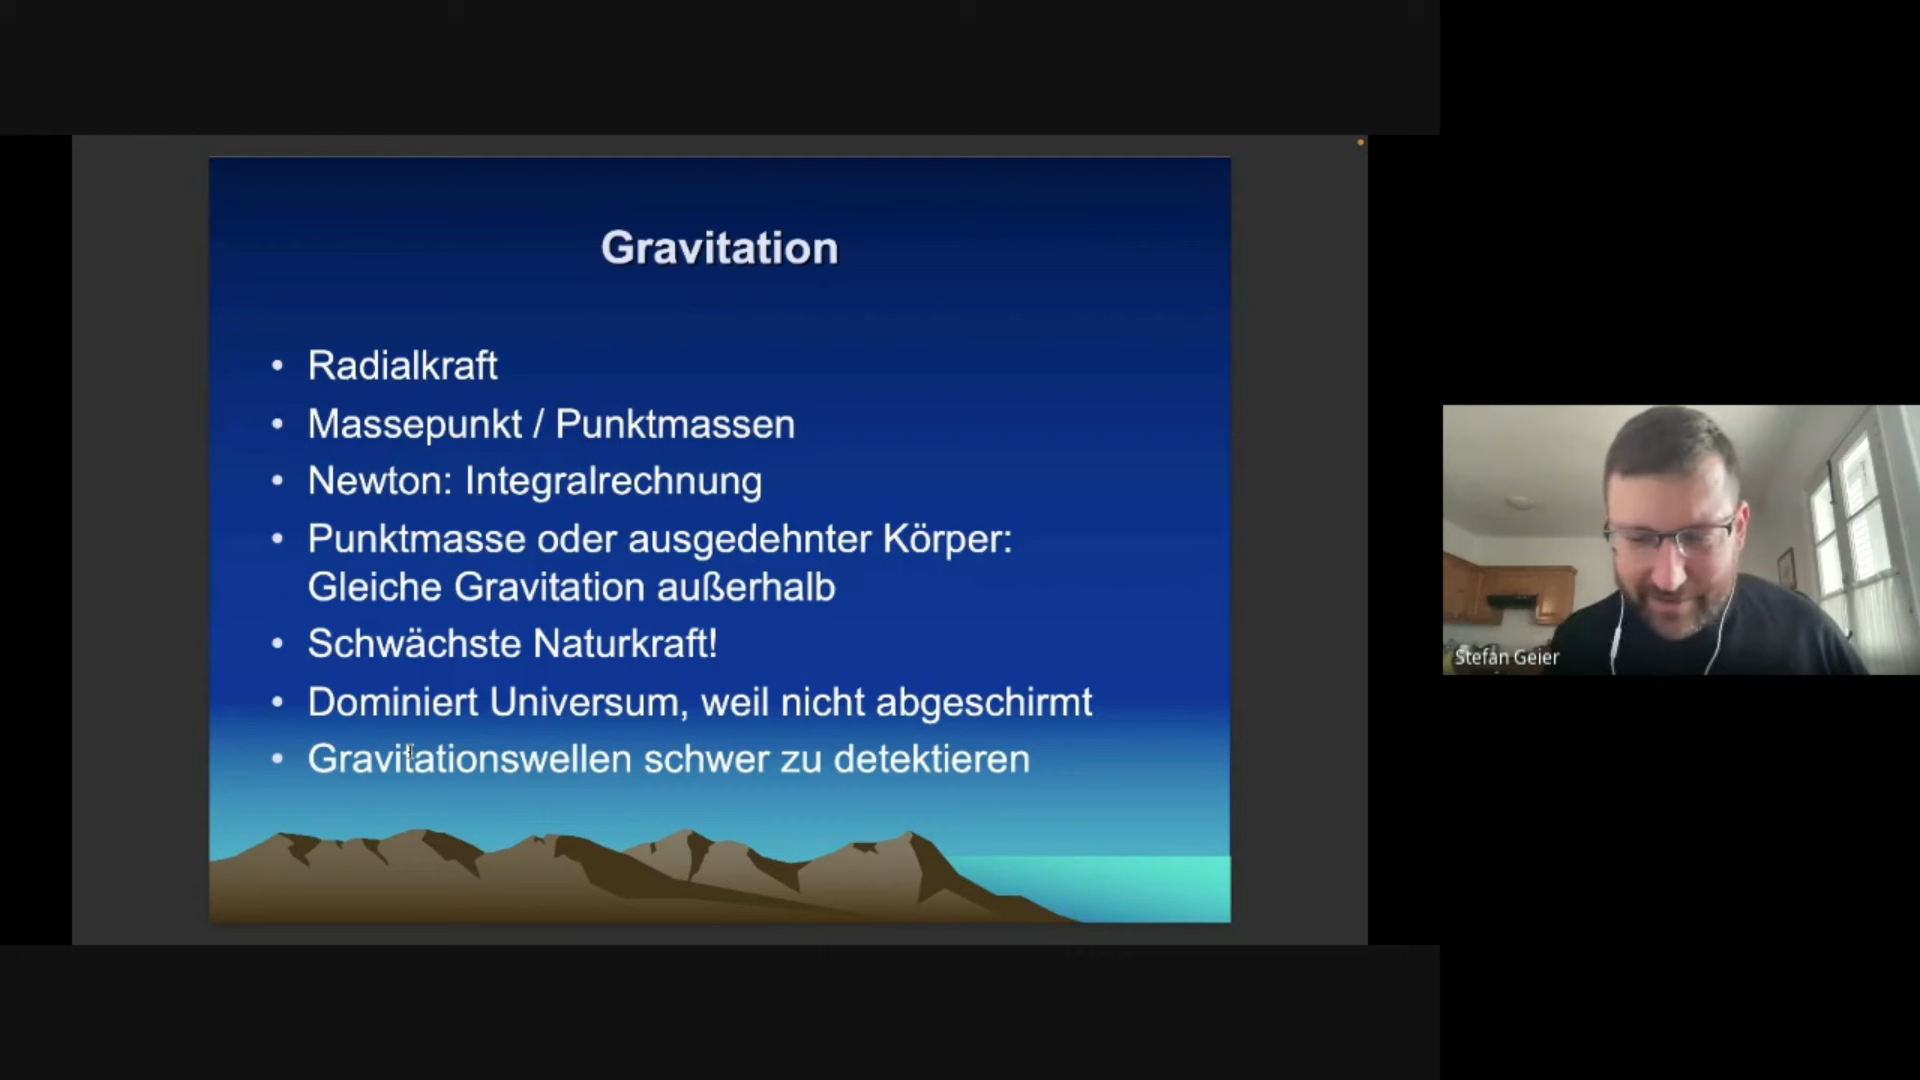 Gravitation
• Radialkraft
• Massepunkt / Punktmassen
• Newton: Integralrechnung
• Punktmasse oder ausgedehnter Körper:
Gleiche Gravitation außerhalb
• Schwächste Naturkraft!
• Dominiert Universum, weil nicht abgeschirmt
• Gravitationswellen schwer zu detektieren
Stefan Geier